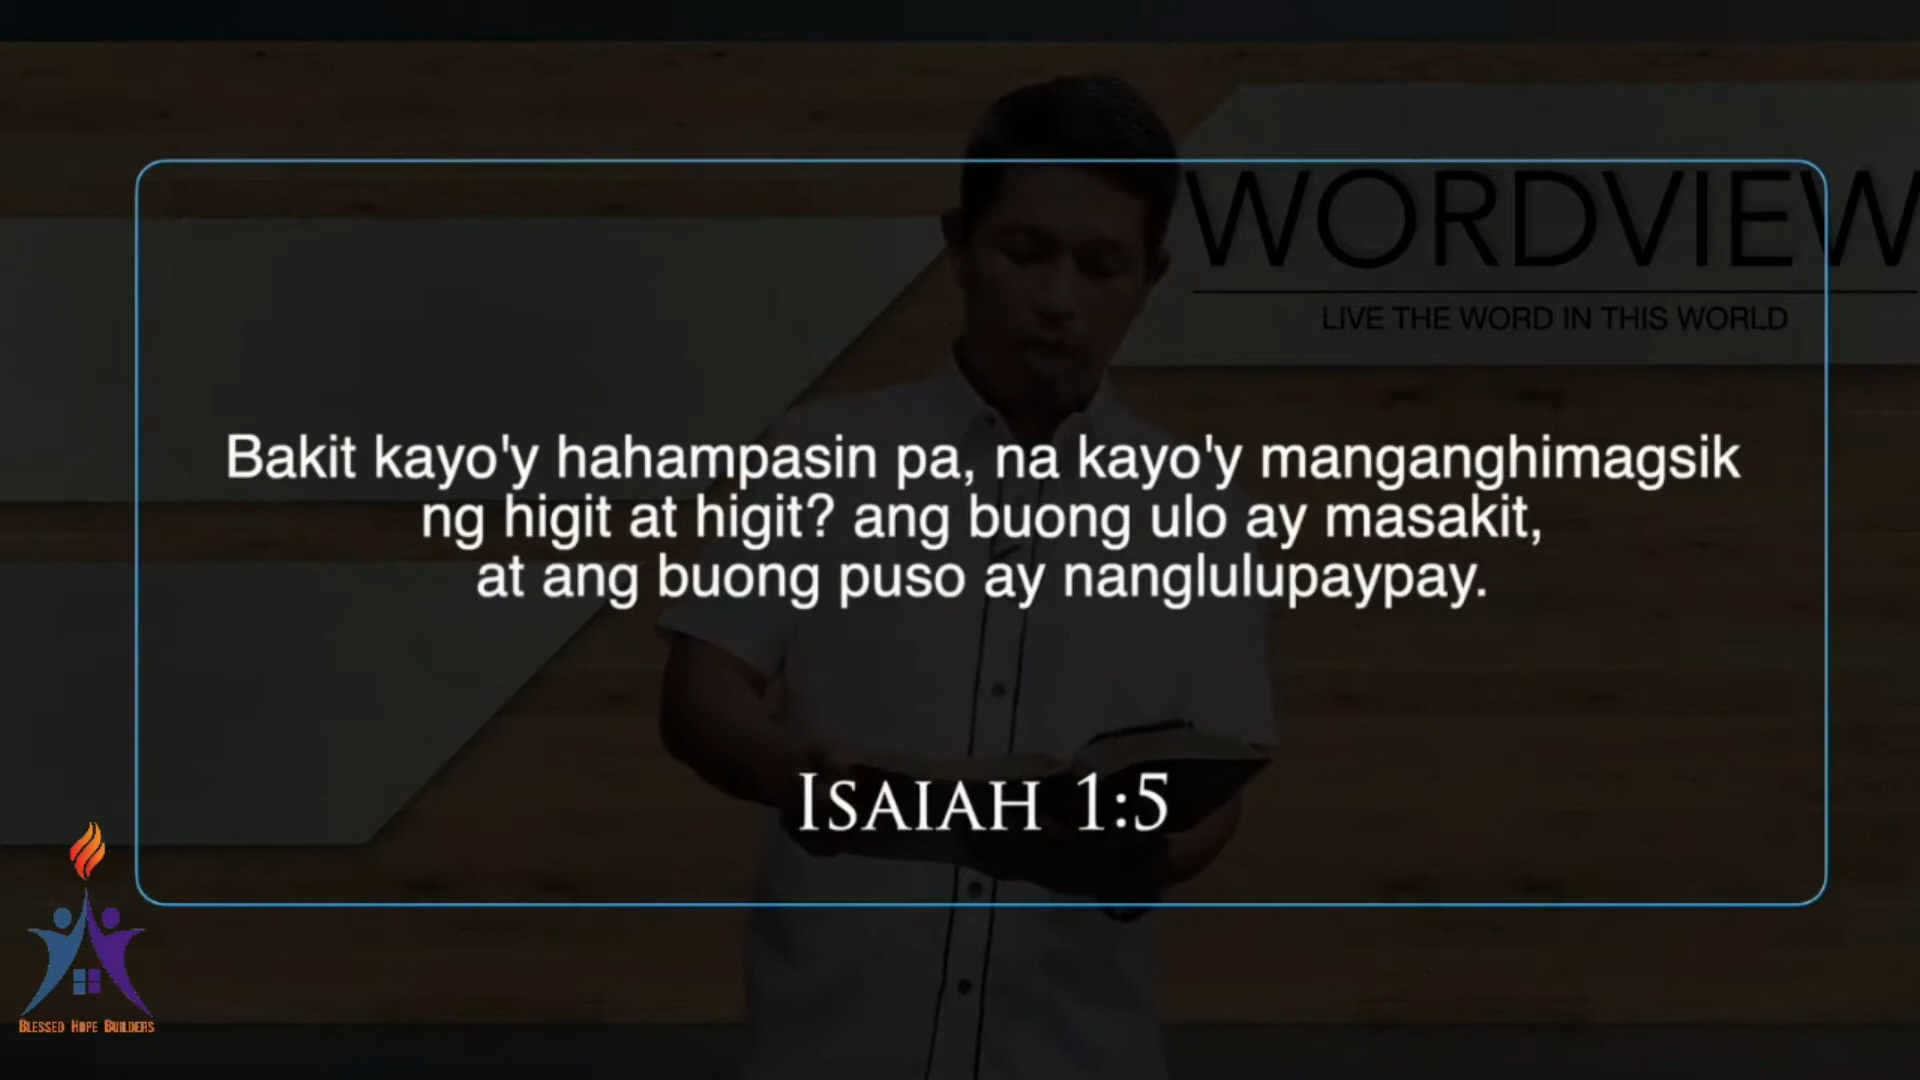 WORDVIEW
LIVE THE WORD IN THIS WORLD
Bakit kayo'y hahampasin pa, na kayo'y manganghimagsik
ng higit at higit? ang buong ulo ay masakit,
at ang buong puso ay nanglulupaypay.
ISAIAH 1:5
BLESSED HOPE BUILDERS